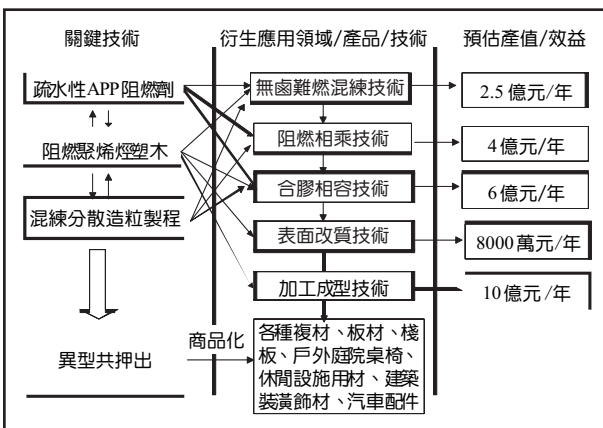 關鍵技術
衍生應用領域/產品/技術
預估產值/效益
疏水性APP阻燃劑
無鹵難燃混練技術
2.5億元/年
阻燃聚烯烴塑木
阻燃相乘技術
4億元/年
混練分散造粒製程
合膠相容技術
6億元/年
表面改質技術
8000萬元/年
加工成型技術
10億元/年
異型共押出
商品化
各種複材、板材、棧
板、戶外庭院桌椅、
休閒設施用材、建築
裝潢飾材、汽車配件